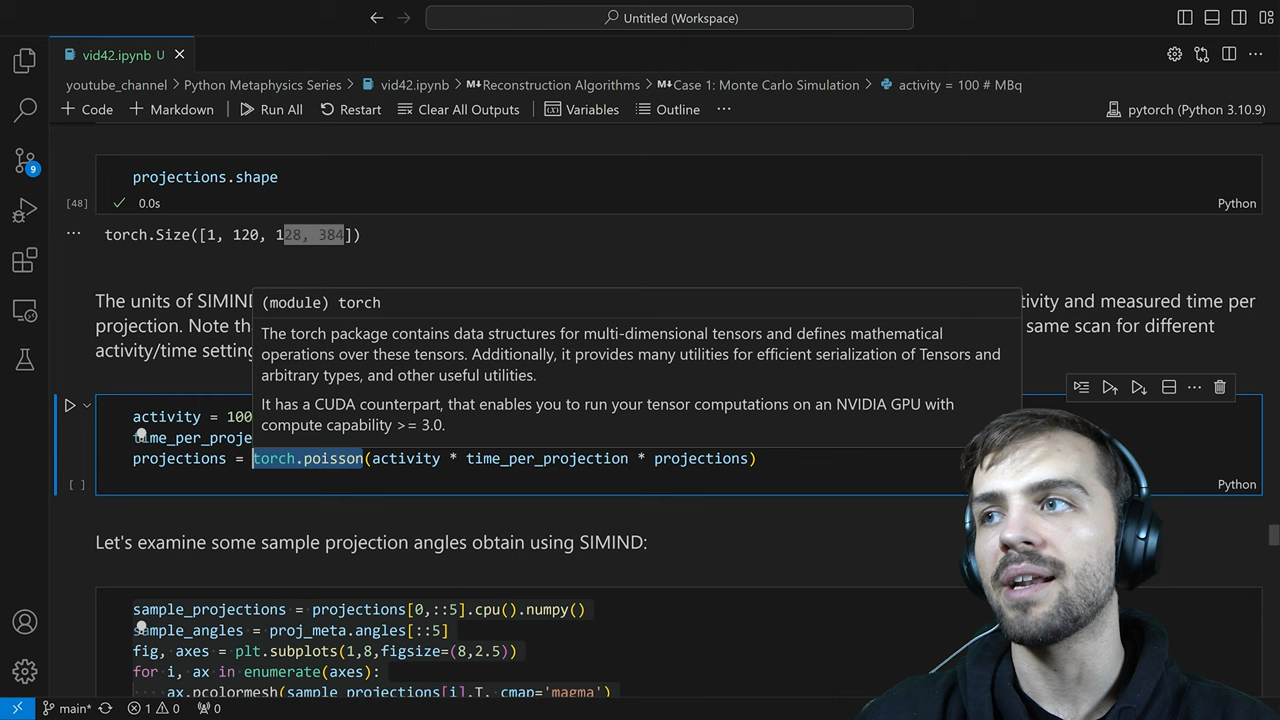 Untitled (Workspace)
vid42.ipynb U
youtube_channel > Python Metaphysics Series > vid42.ipynb > M↓Reconstruction Algorithms > M↓Case 1: Monte Carlo Simulation > activity = 100 # MBq
+ Code + Markdown Run All Restart Clear All Outputs Variables Outline ... pytorch (Python 3.10.9)
projections.shape
[48] 0.0s Python
... torch.Size([1, 120, 128, 384])
(module) torch
The units of SIMIND
tivity and measured time per
The torch package contains data structures for multi-dimensional tensors and defines mathematical
projection. Note th
same scan for different
operations over these tensors. Additionally, it provides many utilities for efficient serialization of Tensors and
activity/time setting
arbitrary types, and other useful utilities.
It has a CUDA counterpart, that enables you to run your tensor computations on an NVIDIA GPU with
activity = 100
compute capability >= 3.0.
time_per_proje
projections = torch.poisson(activity * time_per_projection * projections)
[ ] Python
Let's examine some sample projection angles obtain using SIMIND:
sample_projections = projections[0,::5].cpu().numpy()
sample_angles = proj_meta.angles[::5]
fig, axes = plt.subplots(1,8,figsize=(8,2.5))
for i, ax in enumerate(axes):
ax.pcolormesh(sample_projections[i].T, cmap='magma')
9
main* 1 0 0